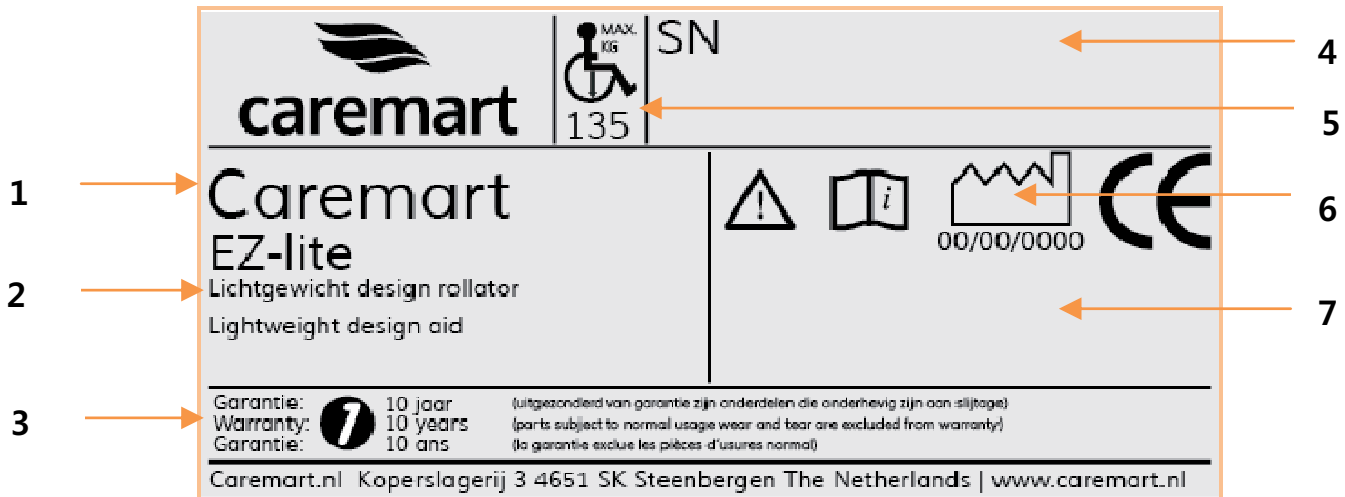 caremart
MAX.
KG
135
SN
4
5
1
Caremart
EZ-lite
2
Lichtgewicht design rollator
Lightweight design aid
i
00/00/0000
CE
6
7
3
Garantie: 10 jaar (uitgezonderd van garantie zijn onderdelen die onderhevig zijn aan slijtage)
Warranty: 7 10 years (parts subject to normal usage wear and tear are excluded from warranty)
Garantie: 10 ans (la garantie exclue les pièces d'usures normal)
Caremart.nl Koperslagerij 3 4651 SK Steenbergen The Netherlands | www.caremart.nl